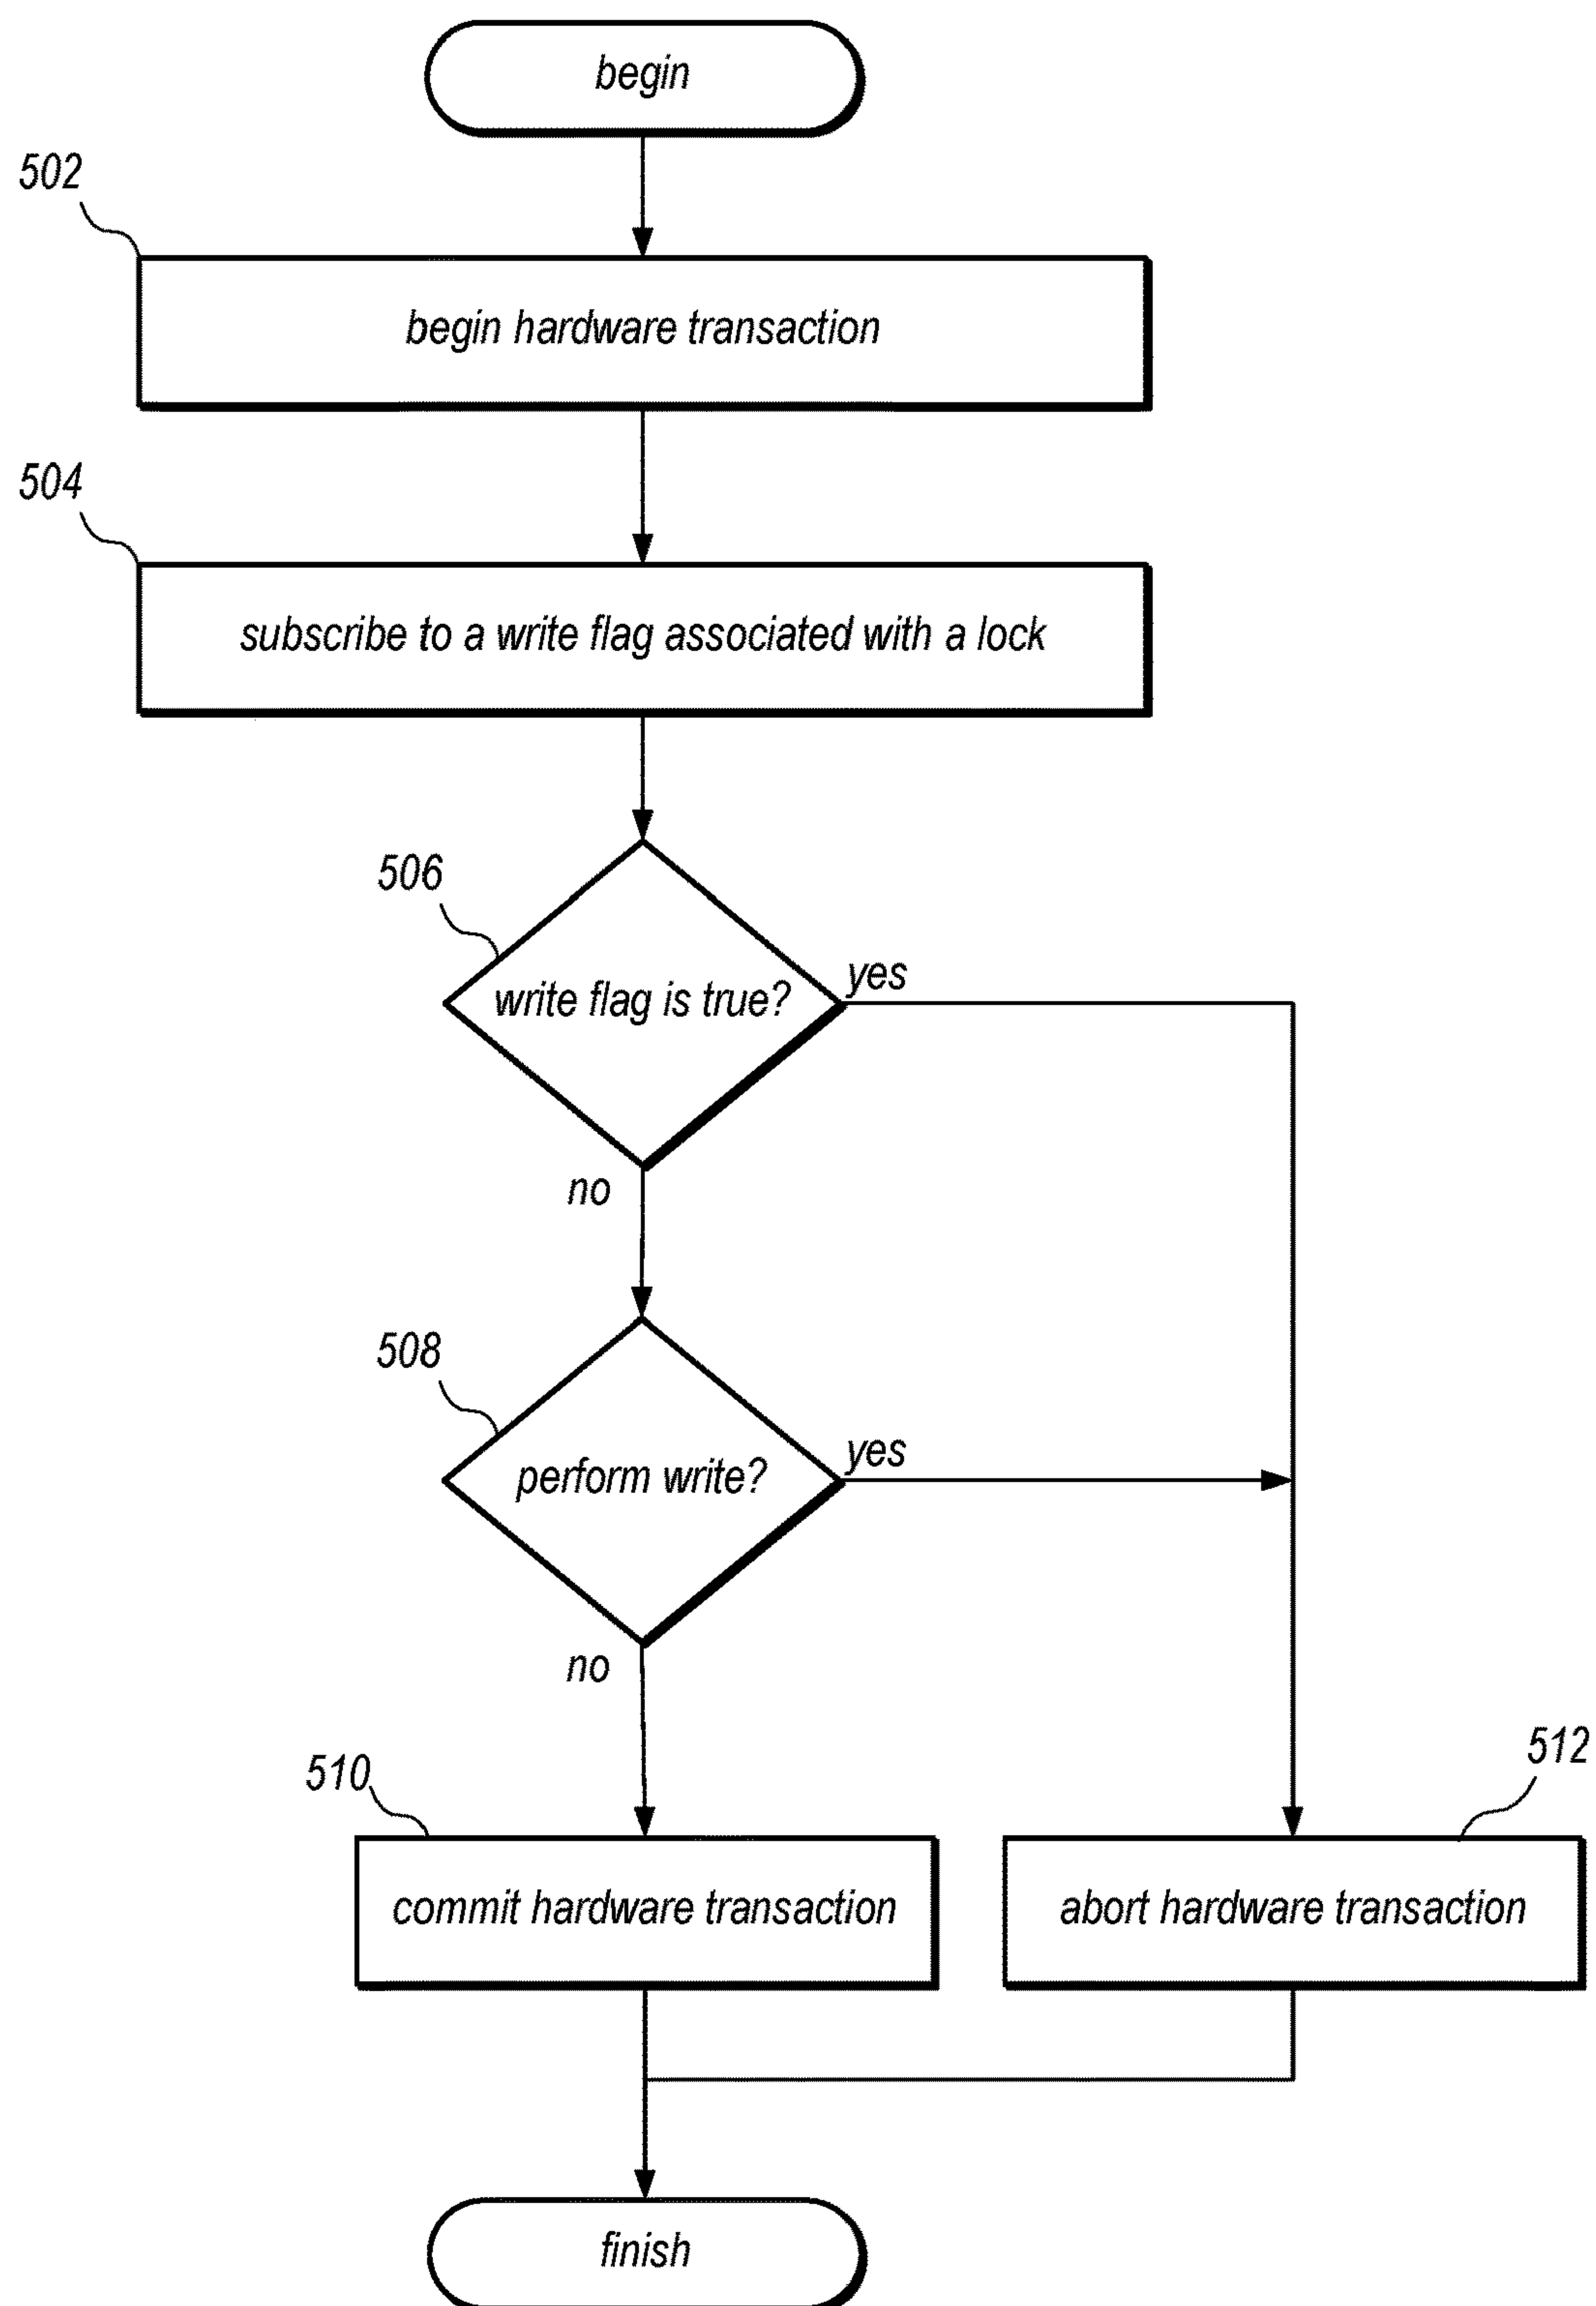 begin
502
begin hardware transaction
504
subscribe to a write flag associated with a lock
506
write flag is true?
yes
no
508
perform write?
yes
no
510
512
commit hardware transaction
abort hardware transaction
finish